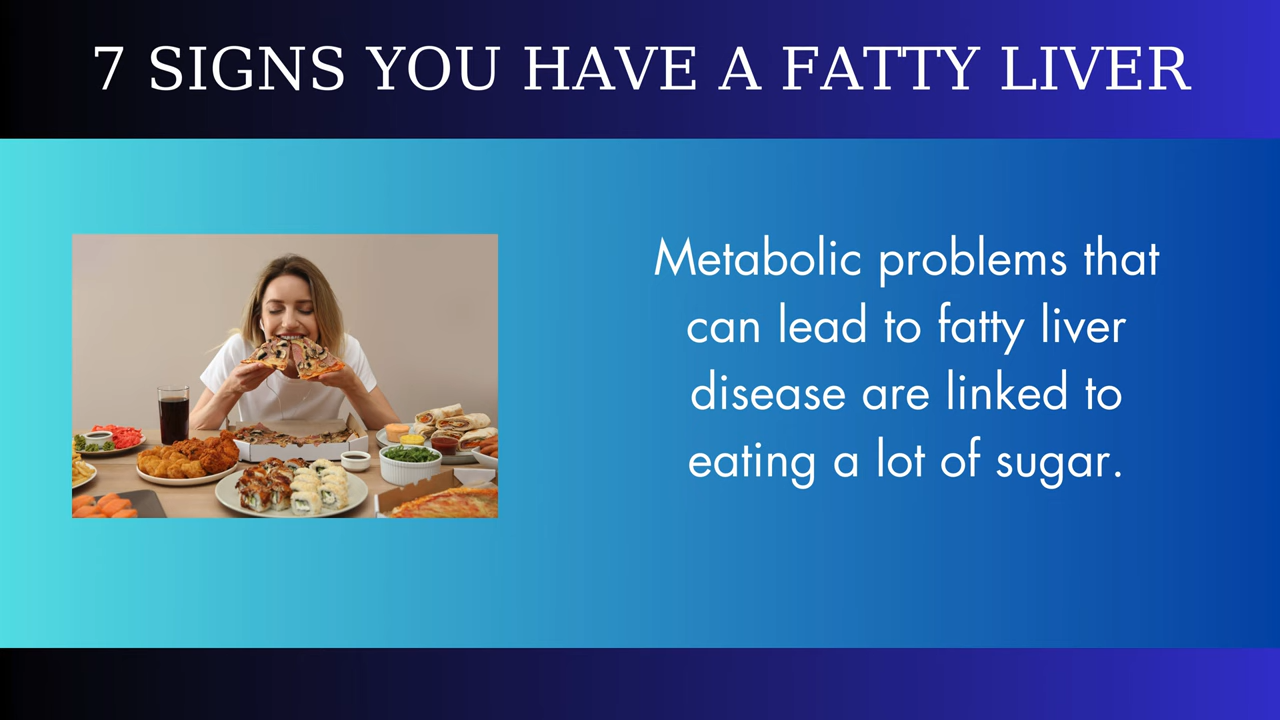 7 SIGNS YOU HAVE A FATTY LIVER
Metabolic problems that
can lead to fatty liver
disease are linked to
eating a lot of sugar.